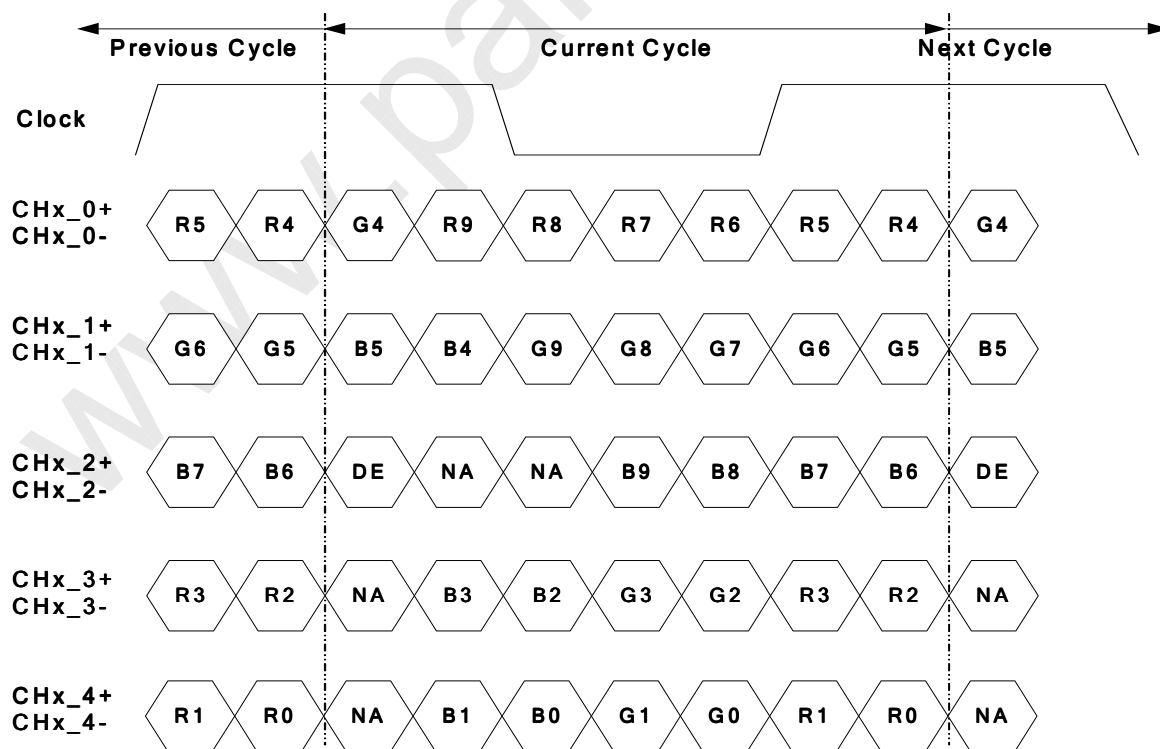 Previous Cycle Current Cycle Next Cycle
Clock
CHx_0+
CHx_0-
R5 R4 G4 R9 R8 R7 R6 R5 R4 G4
CHx_1+
CHx_1-
G6 G5 B5 B4 G9 G8 G7 G6 G5 B5
CHx_2+
CHx_2-
B7 B6 DE NA NA B9 B8 B7 B6 DE
CHx_3+
CHx_3-
R3 R2 NA B3 B2 G3 G2 R3 R2 NA
CHx_4+
CHx_4-
R1 R0 NA B1 B0 G1 G0 R1 R0 NA
www.pa